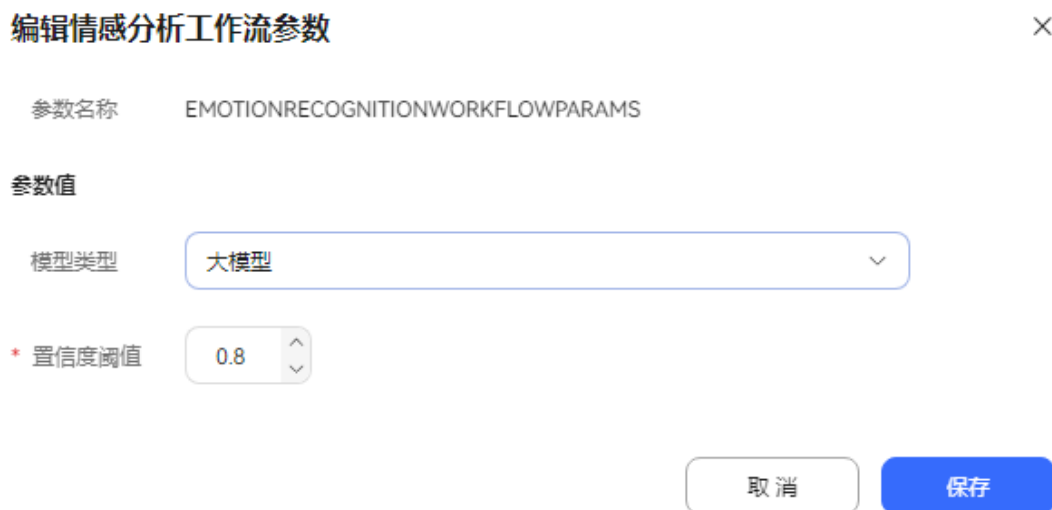 编辑情感分析工作流参数
参数名称 EMOTIONRECOGNITIONWORKFLOWPARAMS
参数值
模型类型 大模型
* 置信度阈值 0.8
取消 保存